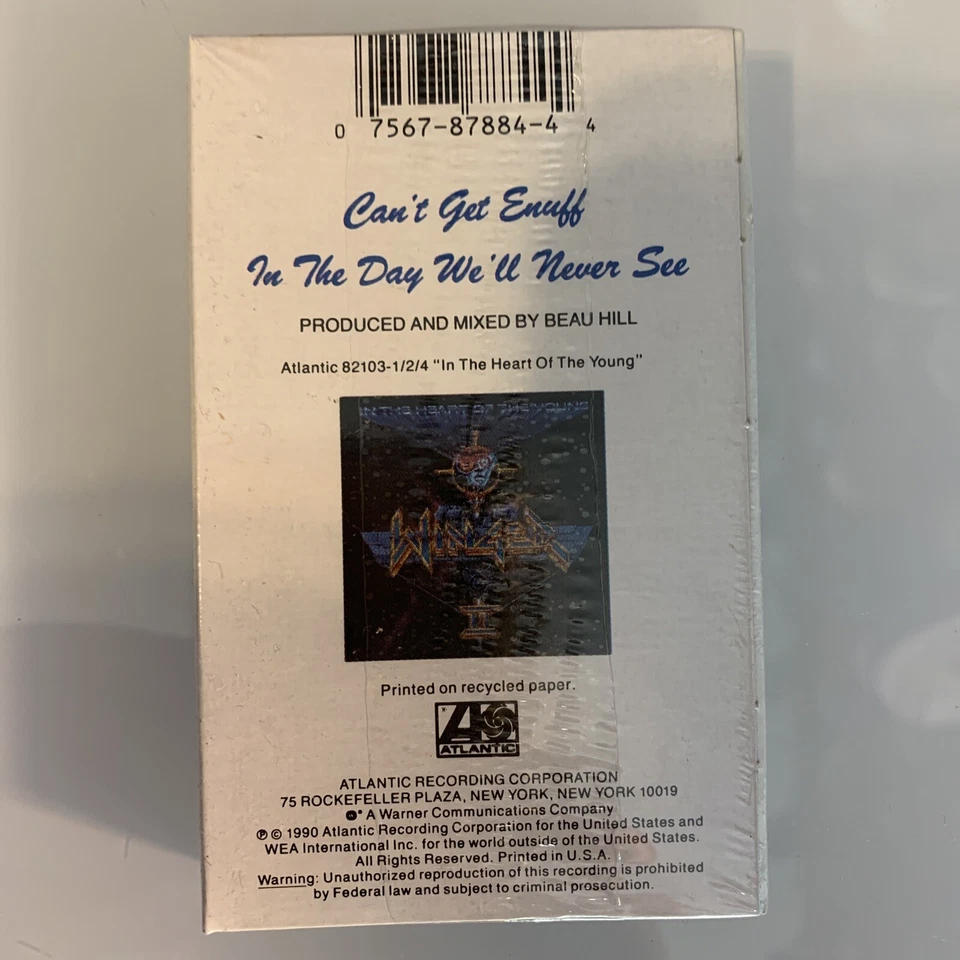 0 7567-87884-4 4
Can't Get Enuff
In The Day We'll Never See
PRODUCED AND MIXED BY BEAU HILL
Atlantic 82103-1/2/4 "In The Heart Of The Young"
IN THE HEART OF THE YOUNG
WINGER
II
Printed on recycled paper.
ATLANTIC
ATLANTIC RECORDING CORPORATION
75 ROCKEFELLER PLAZA, NEW YORK, NEW YORK 10019
A Warner Communications Company
℗ © 1990 Atlantic Recording Corporation for the United States and
WEA International Inc. for the world outside of the United States.
All Rights Reserved. Printed in U.S.A.
Warning: Unauthorized reproduction of this recording is prohibited
by Federal law and subject to criminal prosecution.